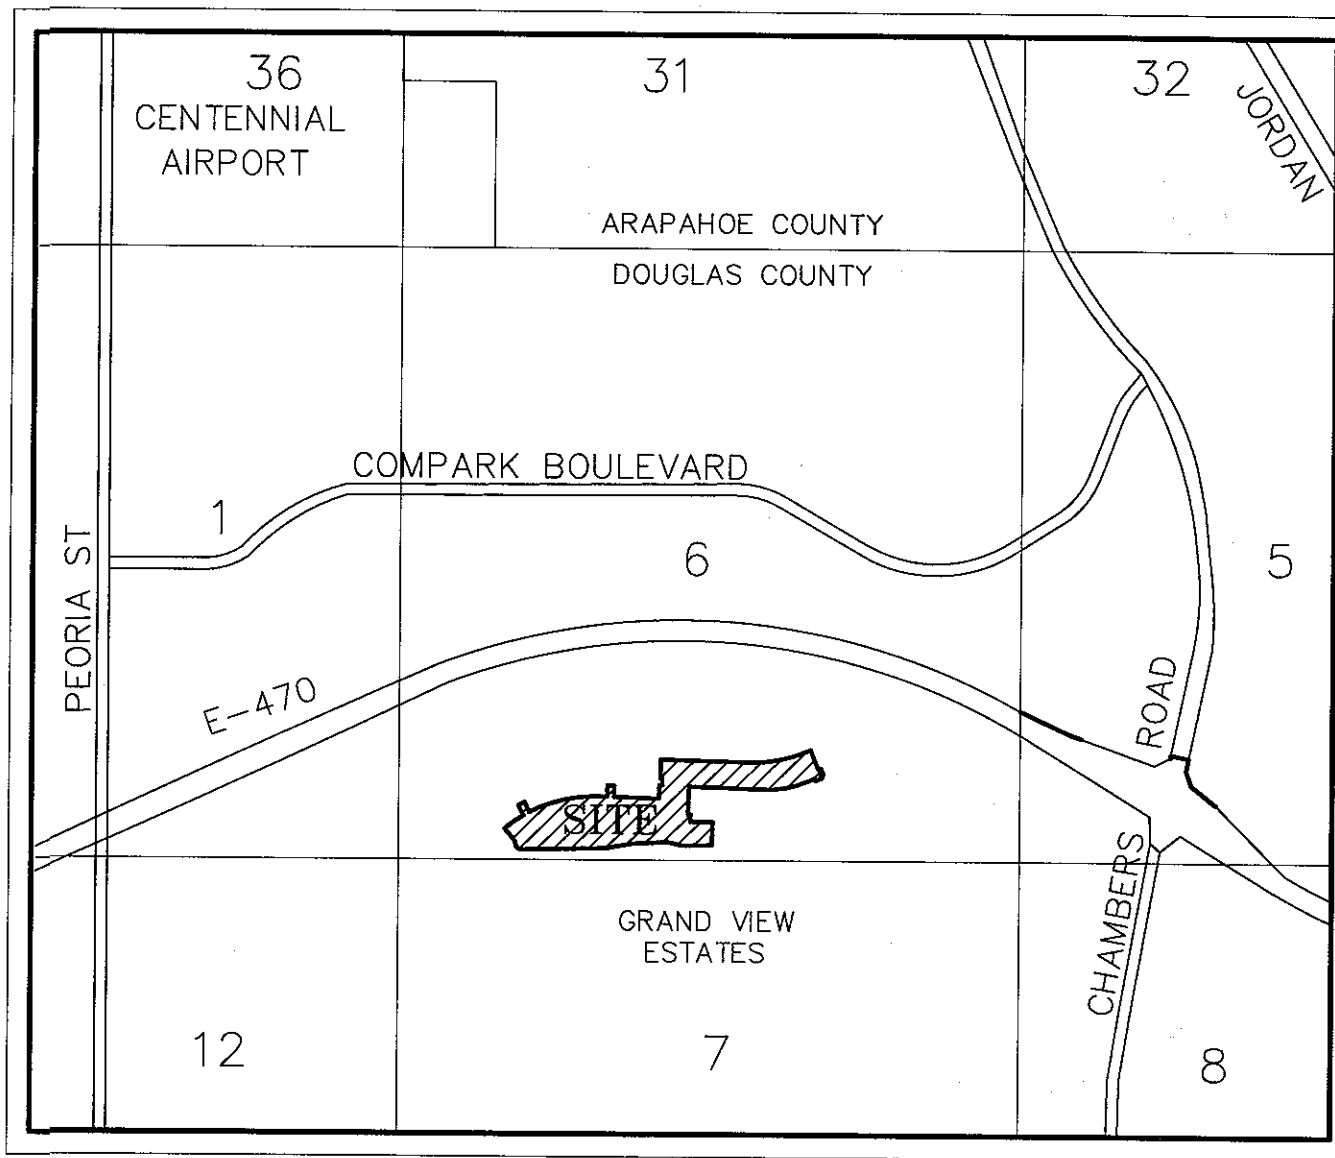 36
CENTENNIAL
AIRPORT
31
32
JORDAN
ARAPAHOE COUNTY
DOUGLAS COUNTY
COMPARK BOULEVARD
1
6
5
PEORIA ST
E-470
ROAD
SITE
CHAMBERS
GRAND VIEW
ESTATES
12
7
8